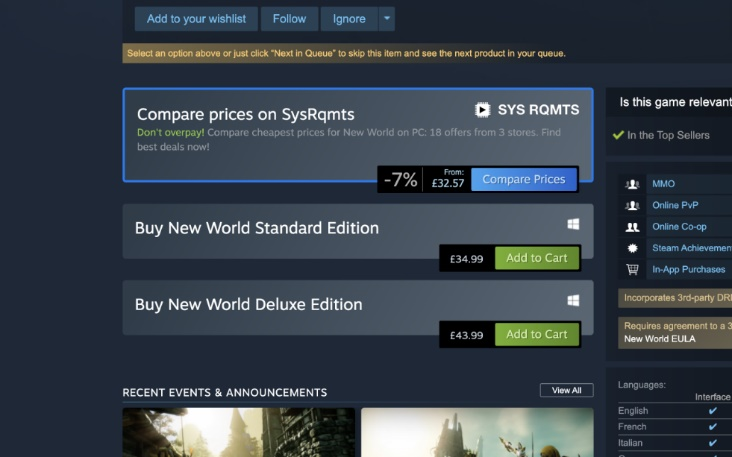 Add to your wishlist
Follow
Ignore
Select an option above or just click "Next in Queue" to skip this item and see the next product in your queue.
Compare prices on SysRqmts
SYS RQMTS
Don't overpay! Compare cheapest prices for New World on PC: 18 offers from 3 stores. Find
best deals now!
-7%
From:
£32.57
Compare Prices
Buy New World Standard Edition
£34.99
Add to Cart
Buy New World Deluxe Edition
£43.99
Add to Cart
RECENT EVENTS & ANNOUNCEMENTS
View All
Is this game relevant
In the Top Sellers
MMO
Online PvP
Online Co-op
Steam Achievemen
In-App Purchases
Incorporates 3rd-party
Requires agreement to a
New World EULA
Languages:
Interface
English
French
Italian